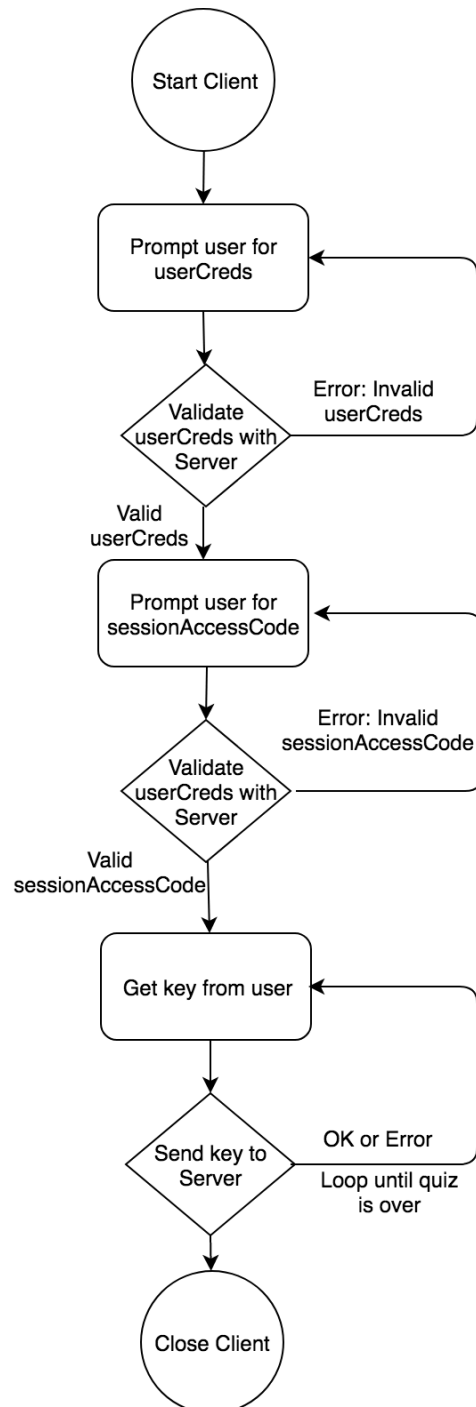 Start Client
Prompt user for
userCreds
Error: Invalid
userCreds
Validate
userCreds with
Server
Valid
userCreds
Prompt user for
sessionAccessCode
Error: Invalid
sessionAccessCode
Validate
userCreds with
Server
Valid
sessionAccessCode
Get key from user
Send key to
Server
OK or Error
Loop until quiz
is over
Close Client